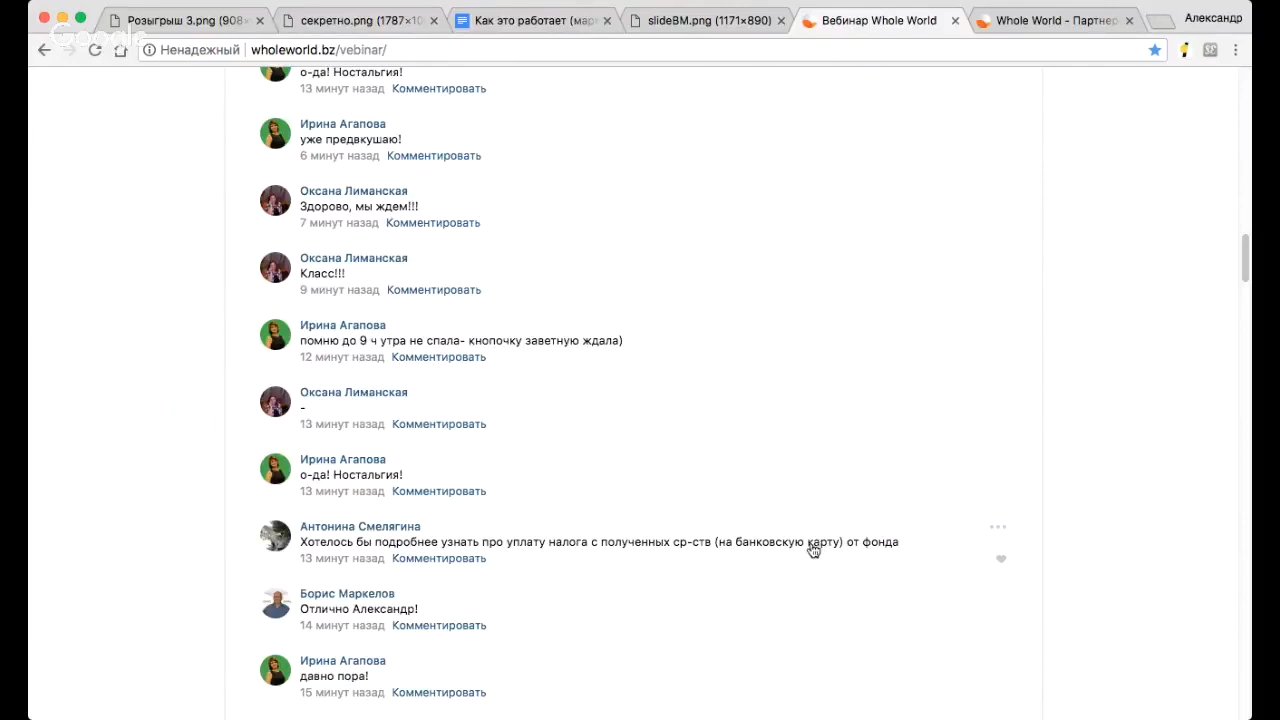 Розыгрыш 3.png (908×
секретно.png (1787×10
Как это работает (мар
slideBM.png (1171×890)
Вебинар Whole World
Whole World - Партнер
Александр
Google
Ненадежный
wholeworld.bz/vebinar/
о-да! Ностальгия!
13 минут назад Комментировать
Ирина Агапова
уже предвкушаю!
6 минут назад Комментировать
Оксана Лиманская
Здорово, мы ждем!!!
7 минут назад Комментировать
Оксана Лиманская
Класс!!!
9 минут назад Комментировать
Ирина Агапова
помню до 9 ч утра не спала- кнопочку заветную ждала)
12 минут назад Комментировать
Оксана Лиманская
-
13 минут назад Комментировать
Ирина Агапова
о-да! Ностальгия!
13 минут назад Комментировать
Антонина Смелягина
Хотелось бы подробнее узнать про уплату налога с полученных ср-ств (на банковскую карту) от фонда
13 минут назад Комментировать
Борис Маркелов
Отлично Александр!
14 минут назад Комментировать
Ирина Агапова
давно пора!
15 минут назад Комментировать